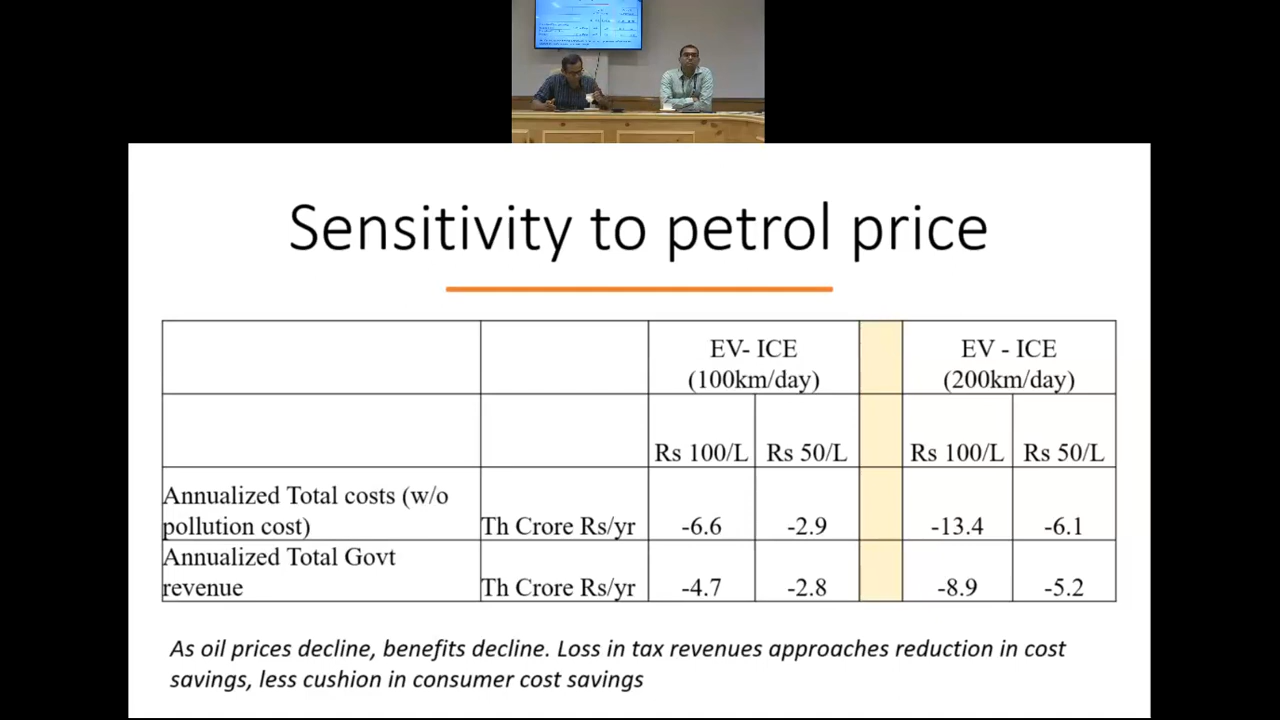 Sensitivity to petrol price
EV- ICE
(100km/day)
EV - ICE
(200km/day)
Rs 100/L Rs 50/L Rs 100/L Rs 50/L
Annualized Total costs (w/o
pollution cost) Th Crore Rs/yr -6.6 -2.9 -13.4 -6.1
Annualized Total Govt
revenue Th Crore Rs/yr -4.7 -2.8 -8.9 -5.2
As oil prices decline, benefits decline. Loss in tax revenues approaches reduction in cost
savings, less cushion in consumer cost savings